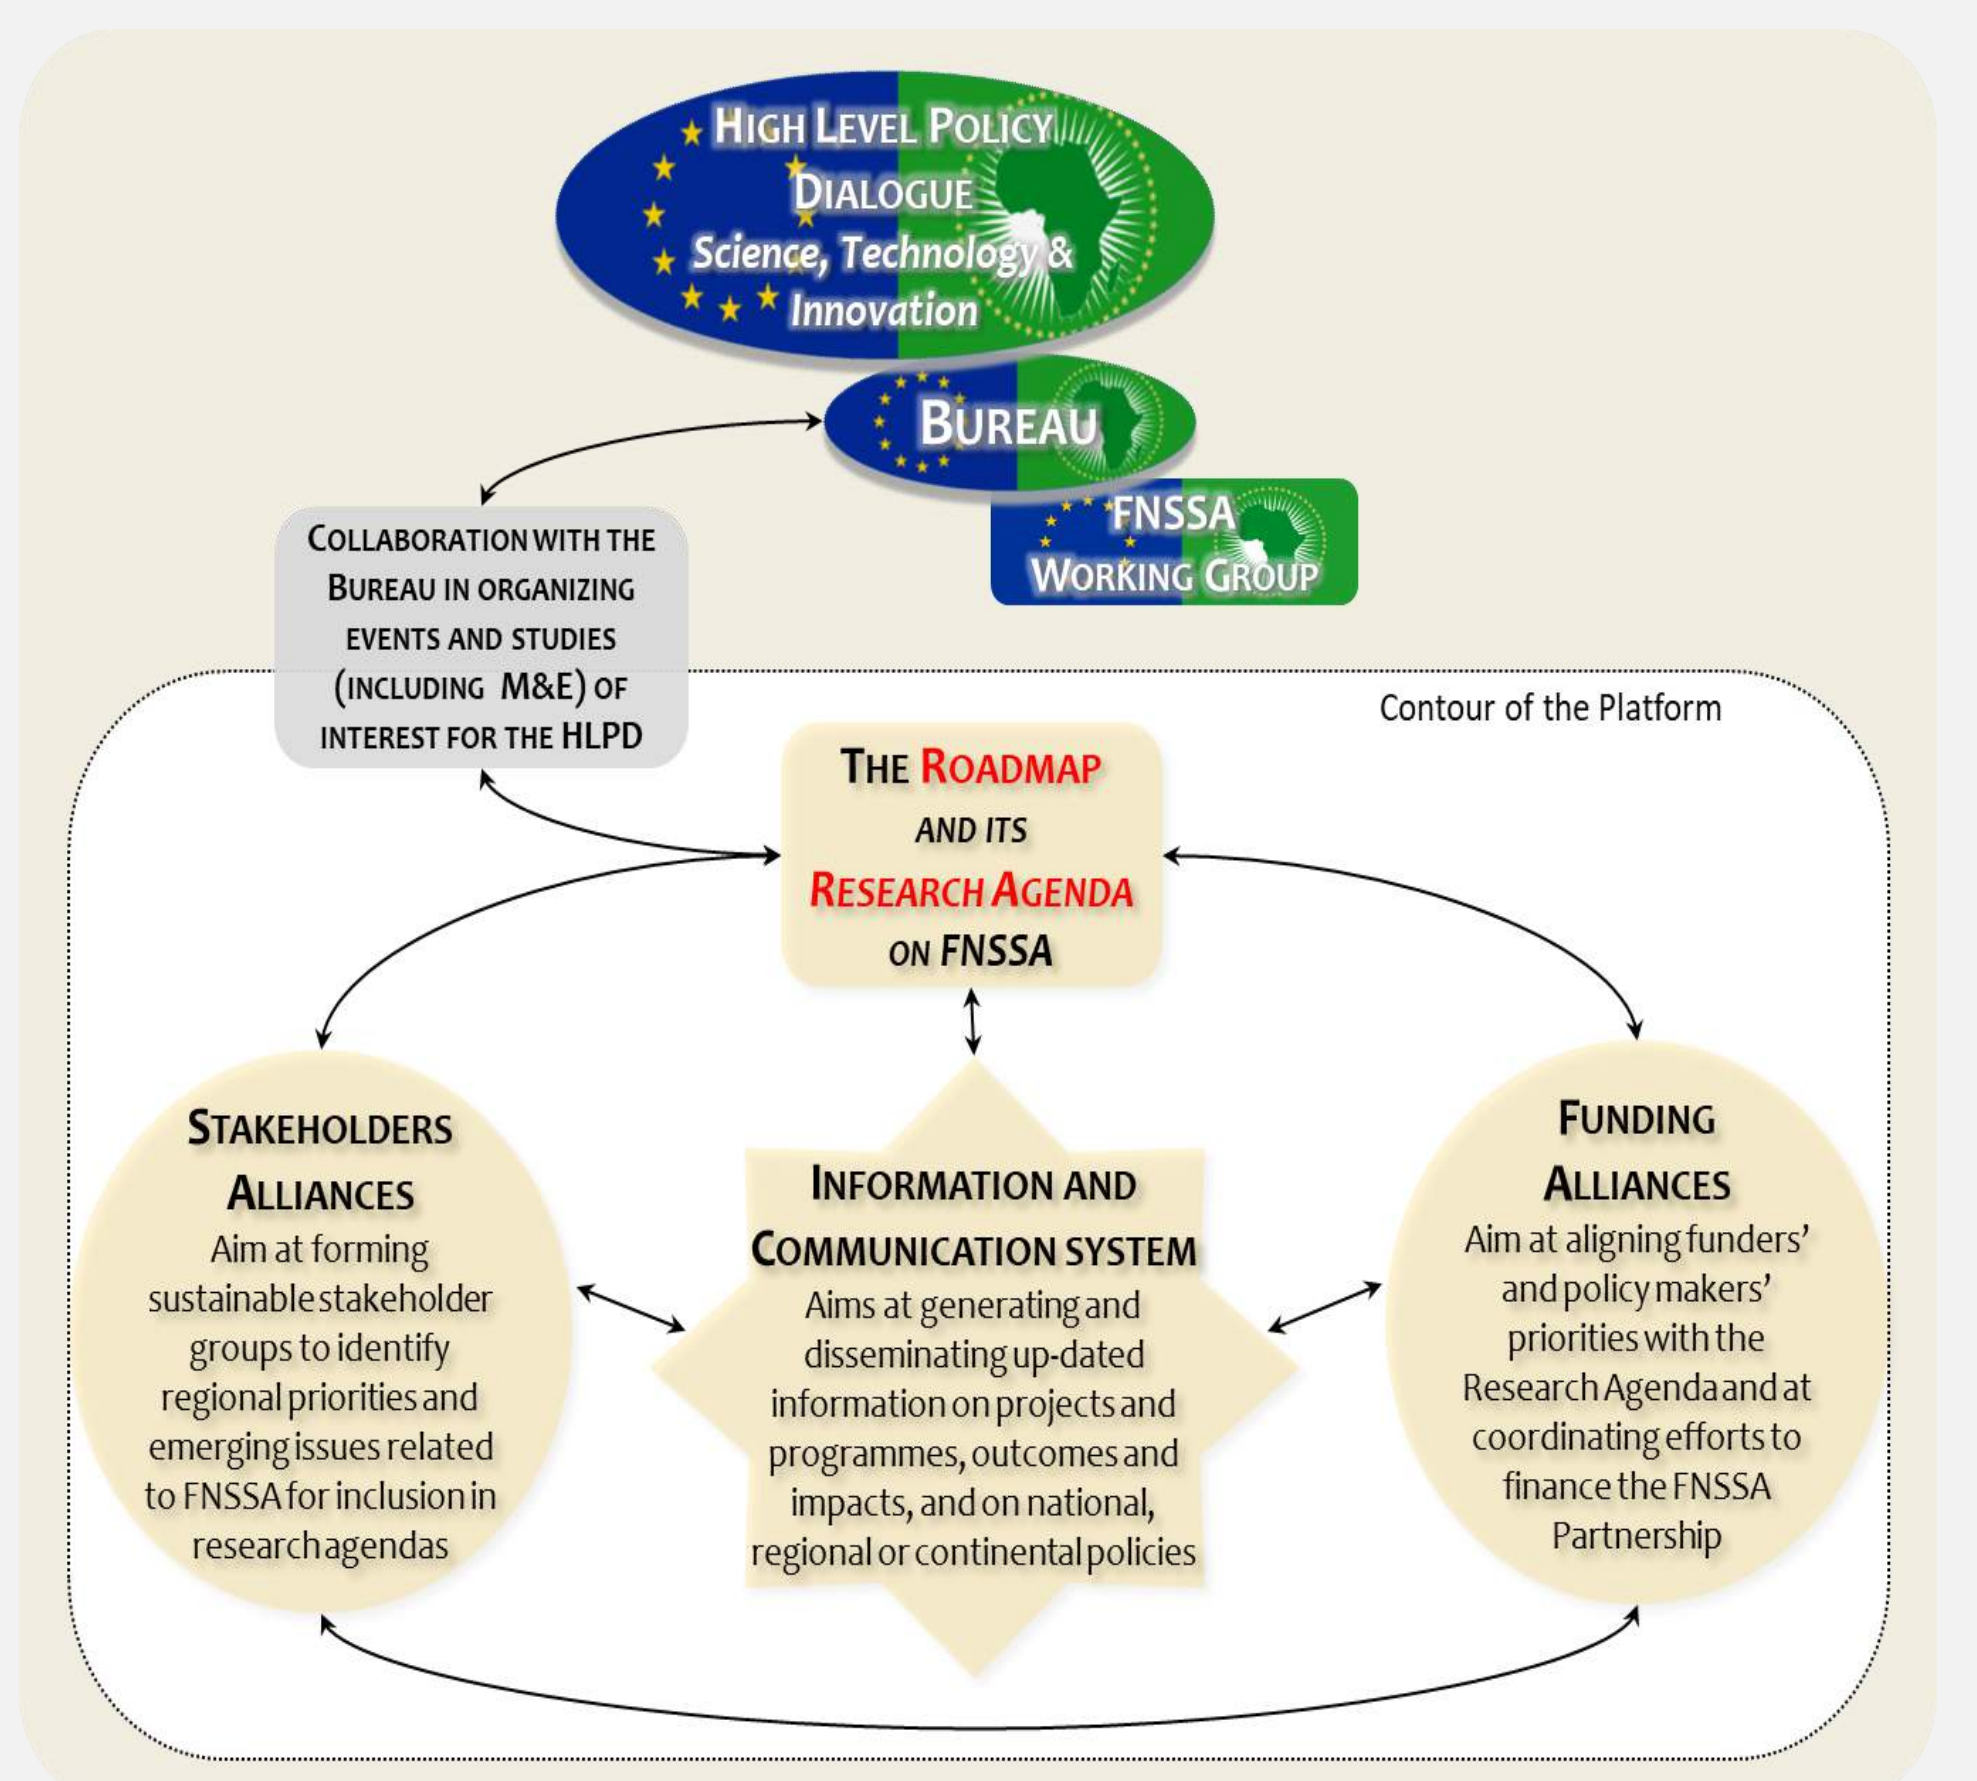 HIGH LEVEL POLICY
DIALOGUE
Science, Technology &
Innovation
BUREAU
FNSSA
WORKING GROUP
COLLABORATION WITH THE
BUREAU IN ORGANIZING
EVENTS AND STUDIES
(INCLUDING M&E) OF
INTEREST FOR THE HLPD
Contour of the Platform
THE ROADMAP
AND ITS
RESEARCH AGENDA
ON FNSSA
STAKEHOLDERS
ALLIANCES
Aim at forming
sustainable stakeholder
groups to identify
regional priorities and
emerging issues related
to FNSSA for inclusion in
research agendas
INFORMATION AND
COMMUNICATION SYSTEM
Aims at generating and
disseminating up-dated
information on projects and
programmes, outcomes and
impacts, and on national,
regional or continental policies
FUNDING
ALLIANCES
Aim at aligning funders’
and policy makers’
priorities with the
Research Agenda and at
coordinating efforts to
finance the FNSSA
Partnership